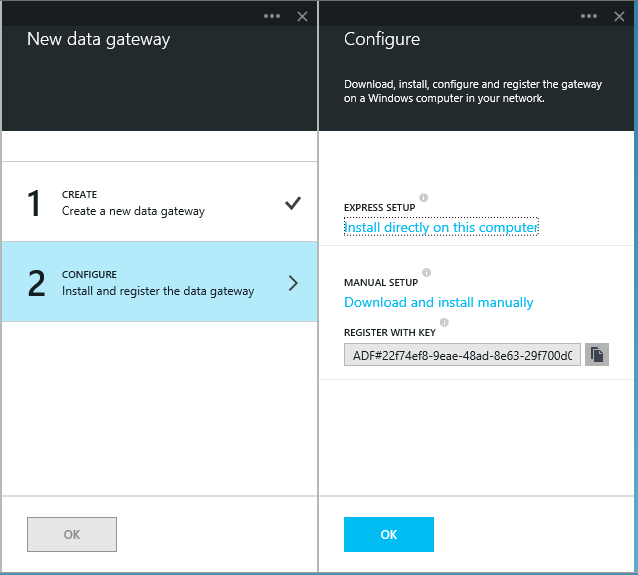 New data gateway
1
CREATE
Create a new data gateway
2
CONFIGURE
Install and register the data gateway
OK
Configure
Download, install, configure and register the gateway
on a Windows computer in your network.
EXPRESS SETUP
Install directly on this computer
MANUAL SETUP
Download and install manually
REGISTER WITH KEY
ADF#22f74ef8-9eae-48ad-8e63-29f700d0
OK